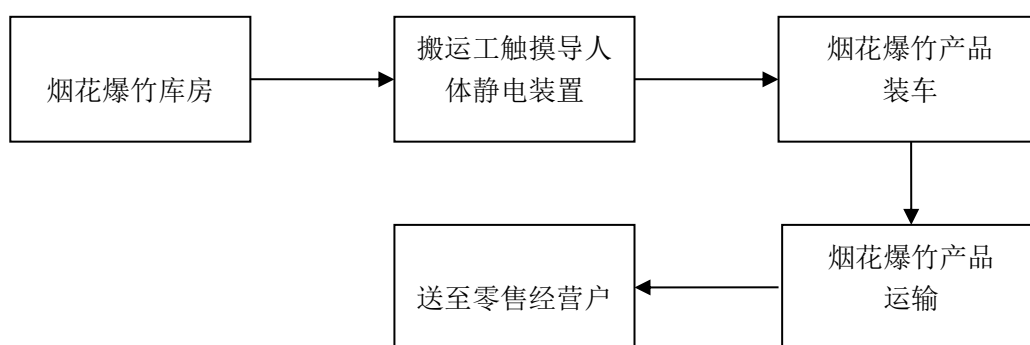 烟花爆竹库房
搬运工触摸导人
体静电装置
烟花爆竹产品
装车
烟花爆竹产品
运输
送至零售经营户